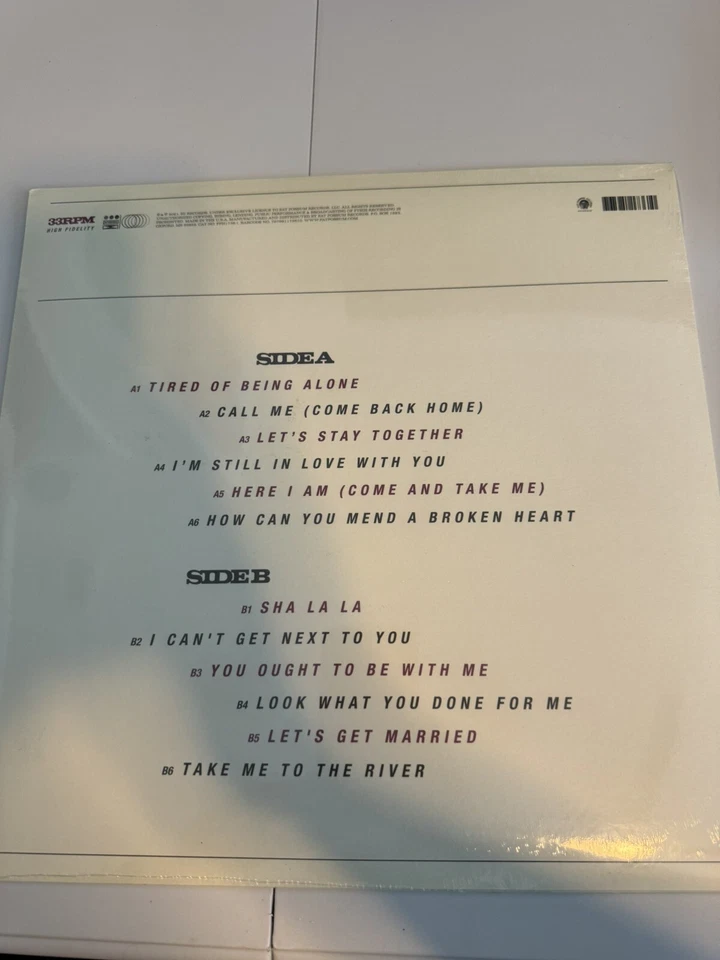 33RPM
HIGH FIDELITY
SIDE A
A1 TIRED OF BEING ALONE
A2 CALL ME (COME BACK HOME)
A3 LET'S STAY TOGETHER
A4 I'M STILL IN LOVE WITH YOU
A5 HERE I AM (COME AND TAKE ME)
A6 HOW CAN YOU MEND A BROKEN HEART
SIDE B
B1 SHA LA LA
B2 I CAN'T GET NEXT TO YOU
B3 YOU OUGHT TO BE WITH ME
B4 LOOK WHAT YOU DONE FOR ME
B5 LET'S GET MARRIED
B6 TAKE ME TO THE RIVER